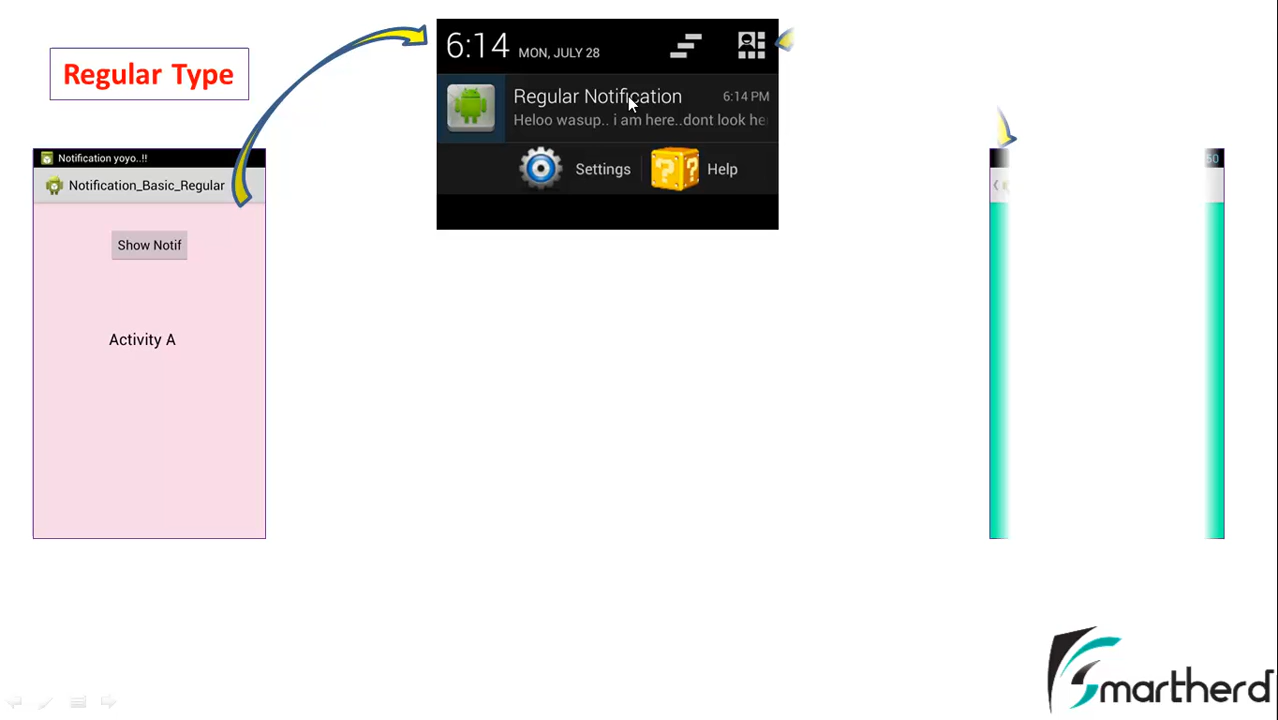 Regular Type
Notification yoyo..!!
Notification_Basic_Regular
Show Notif
Activity A
6:14 MON, JULY 28
Regular Notification 6:14 PM
Heloo wasup.. i am here..dont look he
Settings
Help
50
Smartherd